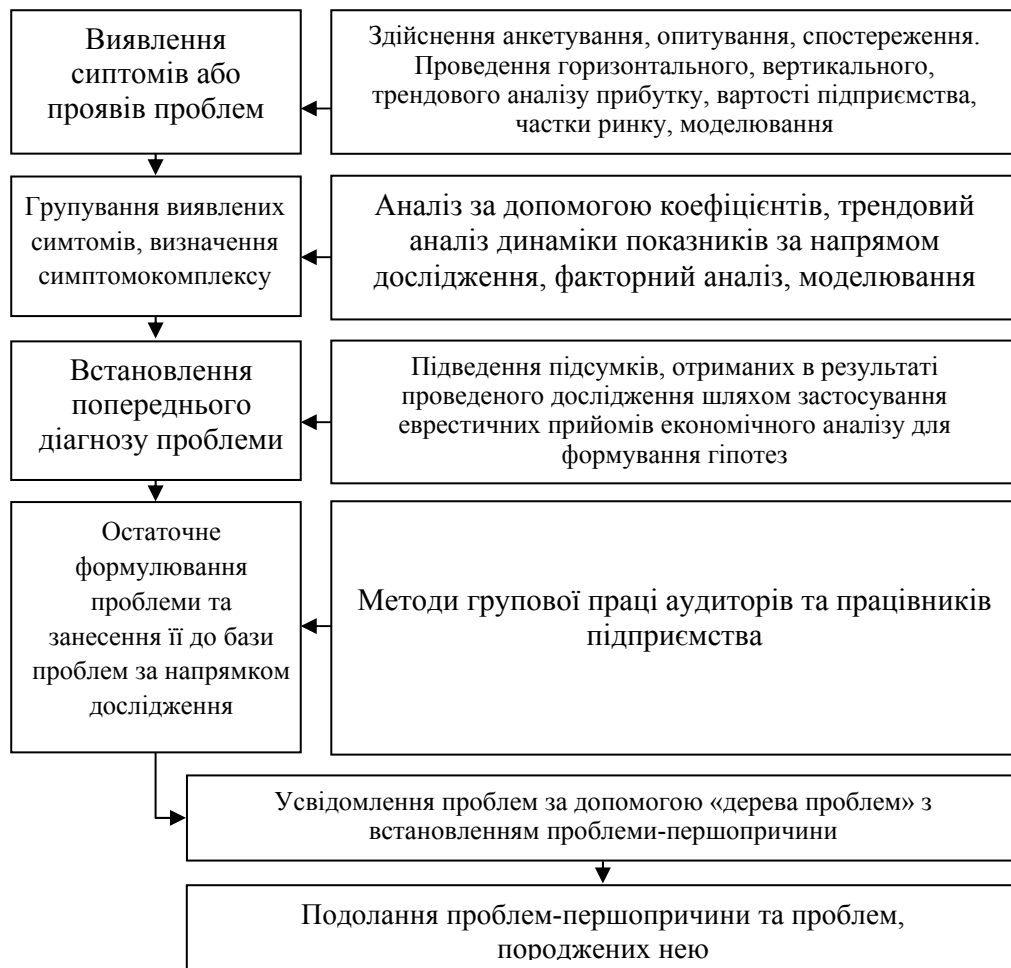 Виявлення
сиптомів або
проявів проблем
Здійснення анкетування, опитування, спостереження.
Проведення горизонтального, вертикального,
трендового аналізу прибутку, вартості підприємства,
частки ринку, моделювання
Групування виявлених
симтомів, визначення
симптомокомплексу
Аналіз за допомогою коефіцієнтів, трендовий
аналіз динаміки показників за напрямом
дослідження, факторний аналіз, моделювання
Встановлення
попереднього
діагнозу проблеми
Підведення підсумків, отриманих в результаті
проведеного дослідження шляхом застосування
еврестичних прийомів економічного аналізу для
формування гіпотез
Остаточне
формулювання
проблеми та
занесення її до бази
проблем за напрямком
дослідження
Методи групової праці аудиторів та працівників
підприємства
Усвідомлення проблем за допомогою «дерева проблем» з
встановленням проблеми-першопричини
Подолання проблем-першопричини та проблем,
породжених нею